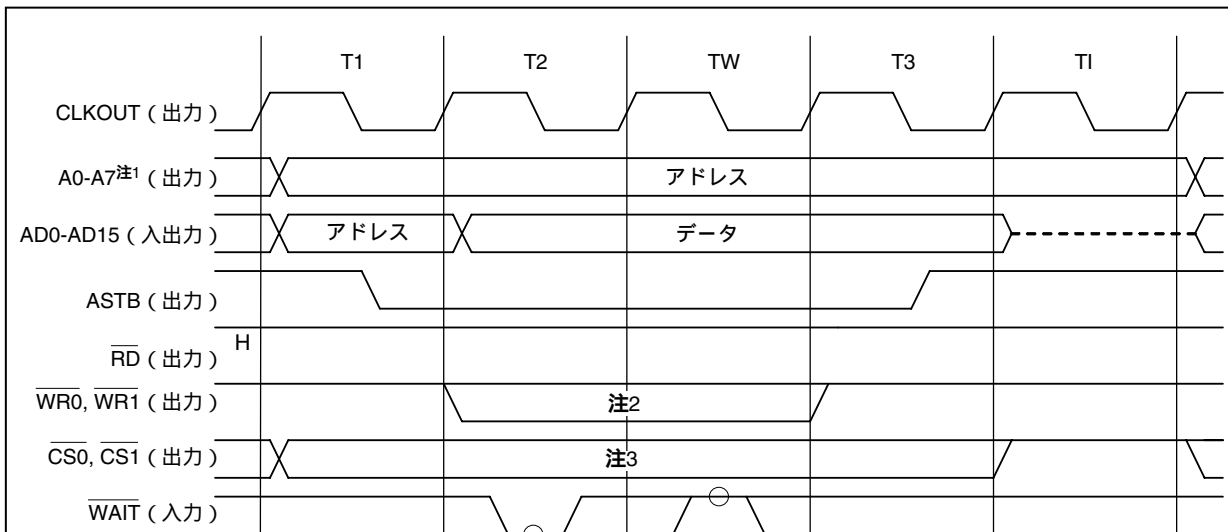 T1 T2 TW T3 TI
CLKOUT（出力）
A0-A7注1（出力） アドレス
AD0-AD15（入出力） アドレス データ
ASTB（出力）
RD（出力） H
WR0, WR1（出力） 注2
CS0, CS1（出力） 注3
WAIT（入力）